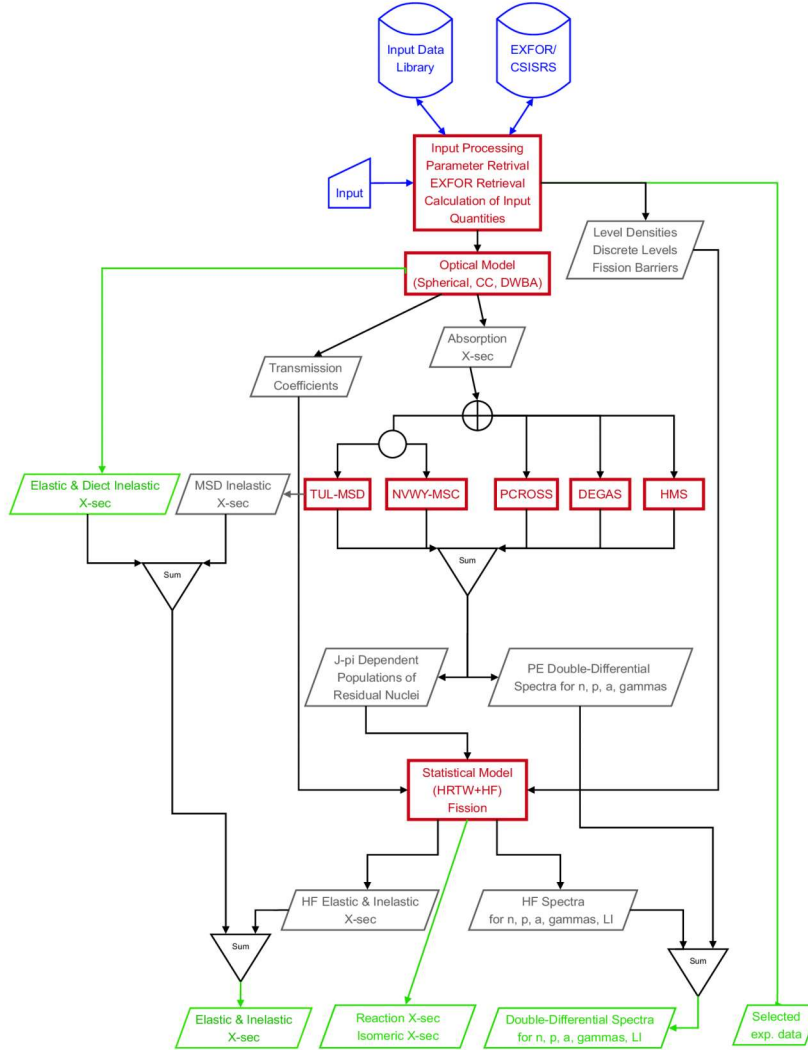 Input Data
Library
EXFOR/
CSISRS
Input Processing
Parameter Retrival
EXFOR Retrieval
Calculation of Input
Quantities
Input
Level Densities
Discrete Levels
Fission Barriers
Optical Model
(Spherical, CC, DWBA)
Absorption
X-sec
Transmission
Coefficients
Elastic & Diect Inelastic
X-sec
MSD Inelastic
X-sec
TUL-MSD
NVWY-MSC
PCROSS
DEGAS
HMS
Sum
Sum
J-pi Dependent
Populations of
Residual Nuclei
PE Double-Differential
Spectra for n, p, a, gammas
Statistical Model
(HRTW+HF)
Fission
HF Elastic & Inelastic
X-sec
HF Spectra
for n, p, a, gammas, LI
Sum
Sum
Elastic & Inelastic
X-sec
Reaction X-sec
Isomeric X-sec
Double-Differential Spectra
for n, p, a, gammas, LI
Selected
exp. data